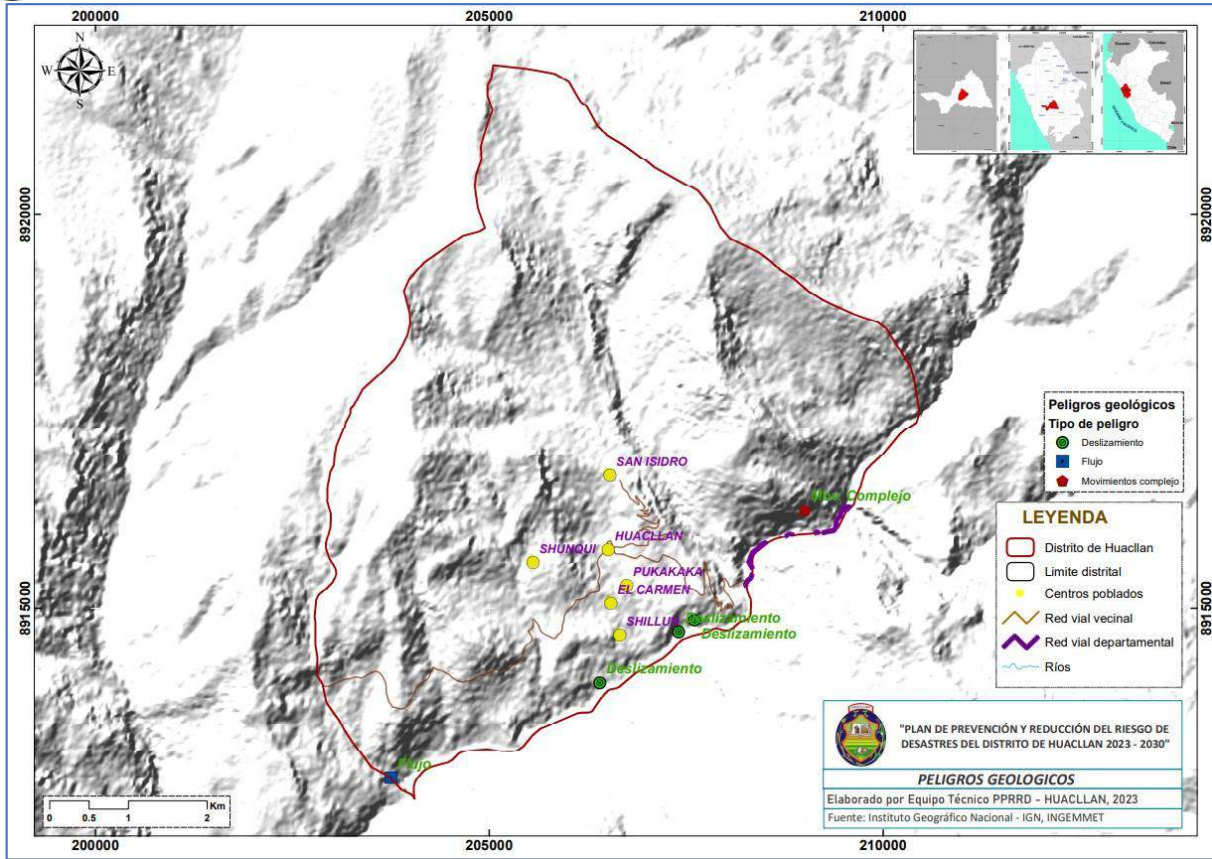 200000
205000
210000
N
W
E
S
8920000
8920000
8915000
8915000
Peligros geológicos
Tipo de peligro
Deslizamiento
Flujo
Movimientos complejo
SAN ISIDRO
Mov. Complejo
HUACLLAN
SHUNQUI
PUKAKAKA
EL CARMEN
Deslizamiento
Deslizamiento
Deslizamiento
Flujo
LEYENDA
Distrito de Huacllan
Limite distrital
Centros poblados
Red vial vecinal
Red vial departamental
Ríos
"PLAN DE PREVENCIÓN Y REDUCCIÓN DEL RIESGO DE
DESASTRES DEL DISTRITO DE HUACLLAN 2023 - 2030"
PELIGROS GEOLOGICOS
Elaborado por Equipo Técnico PPRRD – HUACLLAN, 2023
Fuente: Instituto Geográfico Nacional - IGN, INGEMMET
Km
0 0.5 1 2
200000
205000
210000